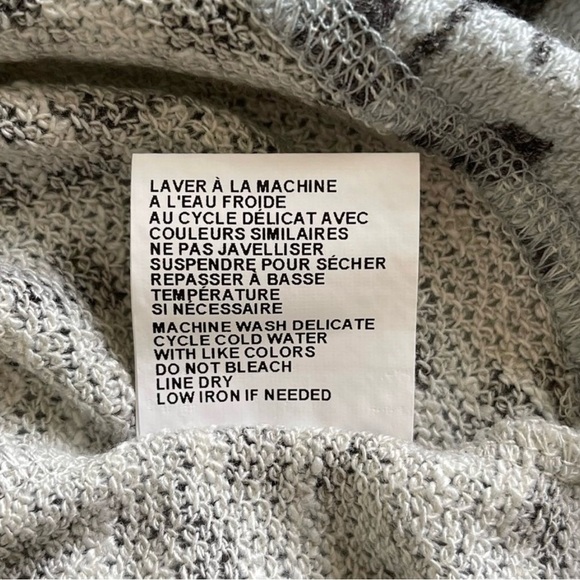 LAVER À LA MACHINE
A L'EAU FROIDE
AU CYCLE DÉLICAT AVEC
COULEURS SIMILAIRES
NE PAS JAVELLISER
SUSPENDRE POUR SÉCHER
REPASSER À BASSE
TEMPÉRATURE
SI NÉCESSAIRE
MACHINE WASH DELICATE
CYCLE COLD WATER
WITH LIKE COLORS
DO NOT BLEACH
LINE DRY
LOW IRON IF NEEDED